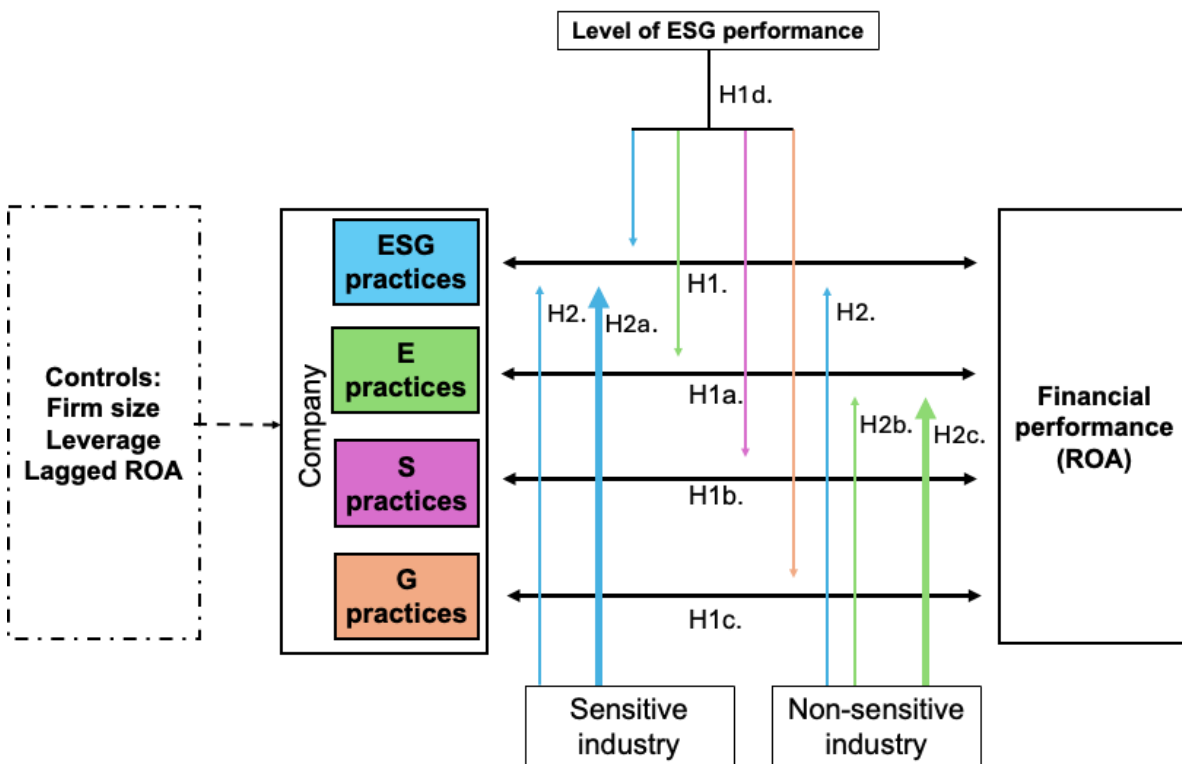 Level of ESG performance
H1d.
Controls:
Firm size
Leverage
Lagged ROA
Company
ESG
practices
E
practices
S
practices
G
practices
H1.
H2.
H2a.
H2.
H1a.
H2b.
H2c.
H1b.
H1c.
Financial
performance
(ROA)
Sensitive
industry
Non-sensitive
industry